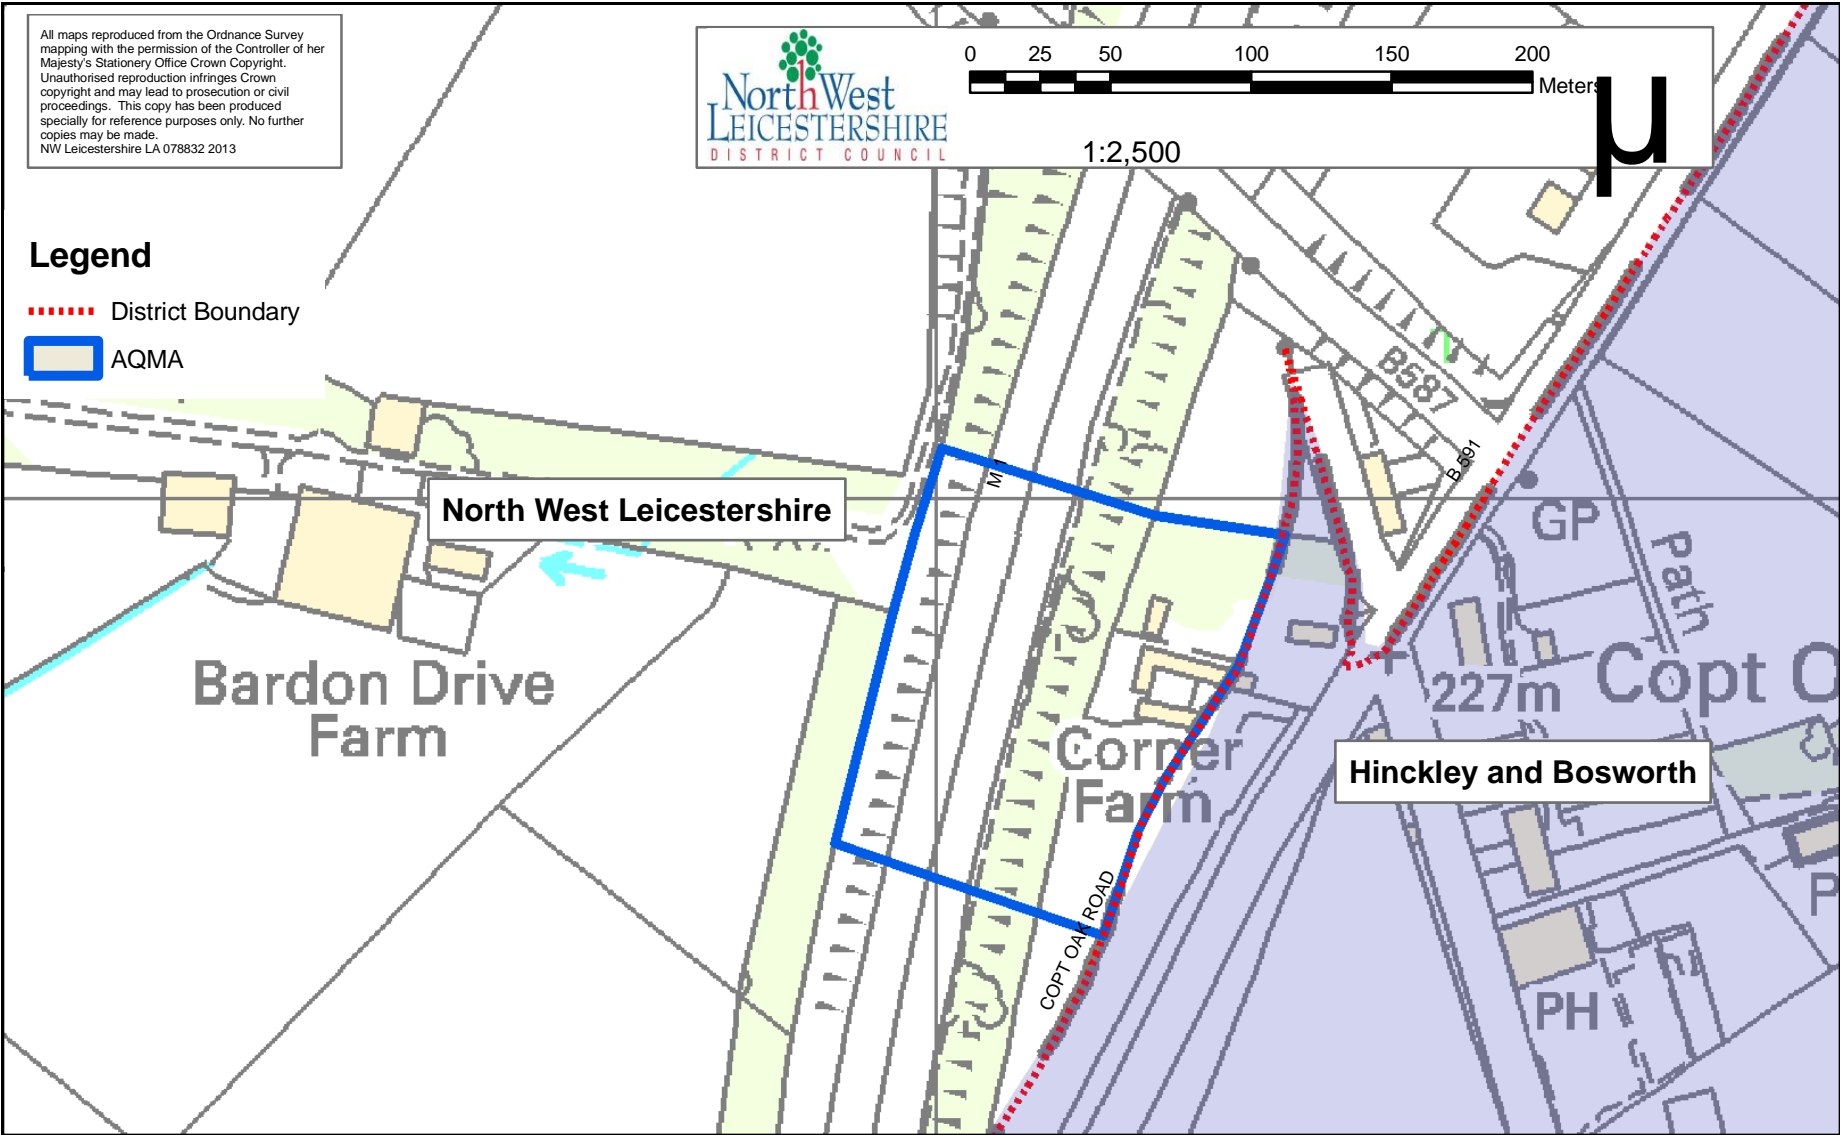 All maps reproduced from the Ordnance Survey
mapping with the permission of the Controller of her
Majesty's Stationery Office Crown Copyright.
Unauthorised reproduction infringes Crown
copyright and may lead to prosecution or civil
proceedings. This copy has been produced
specially for reference purposes only. No further
copies may be made.
NW Leicestershire LA 078832 2013
North West
LEICESTERSHIRE
DISTRICT COUNCIL
0 25 50 100 150 200
Meters
1:2,500
µ
Legend
District Boundary
AQMA
B587
B 591
M 1
North West Leicestershire
GP
Path
Bardon Drive
Farm
227m
Copt O
Corner
Farm
Hinckley and Bosworth
COPT OAK ROAD
P
PH